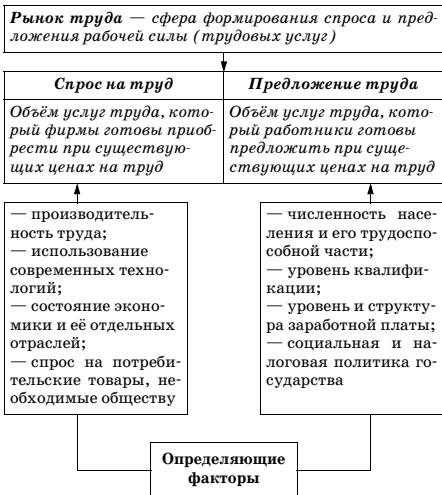 Рынок труда — сфера формирования спроса и пред-
ложения рабочей силы (трудовых услуг)
Спрос на труд
Объём услуг труда, кото-
рый фирмы готовы приоб-
рести при существую-
щих ценах на труд
Предложение труда
Объём услуг труда, кото-
рый работники готовы
предложить при суще-
ствующих ценах на труд
— производитель-
ность труда;
— использование
современных техно-
логий;
— состояние эконо-
мики и её отдельных
отраслей;
— спрос на потреби-
тельские товары, не-
обходимые обществу
— численность насе-
ления и его трудоспо-
собной части;
— уровень квалифи-
кации;
— уровень и структу-
ра заработной платы;
— социальная и на-
логовая политика го-
сударства
Определяющие
факторы